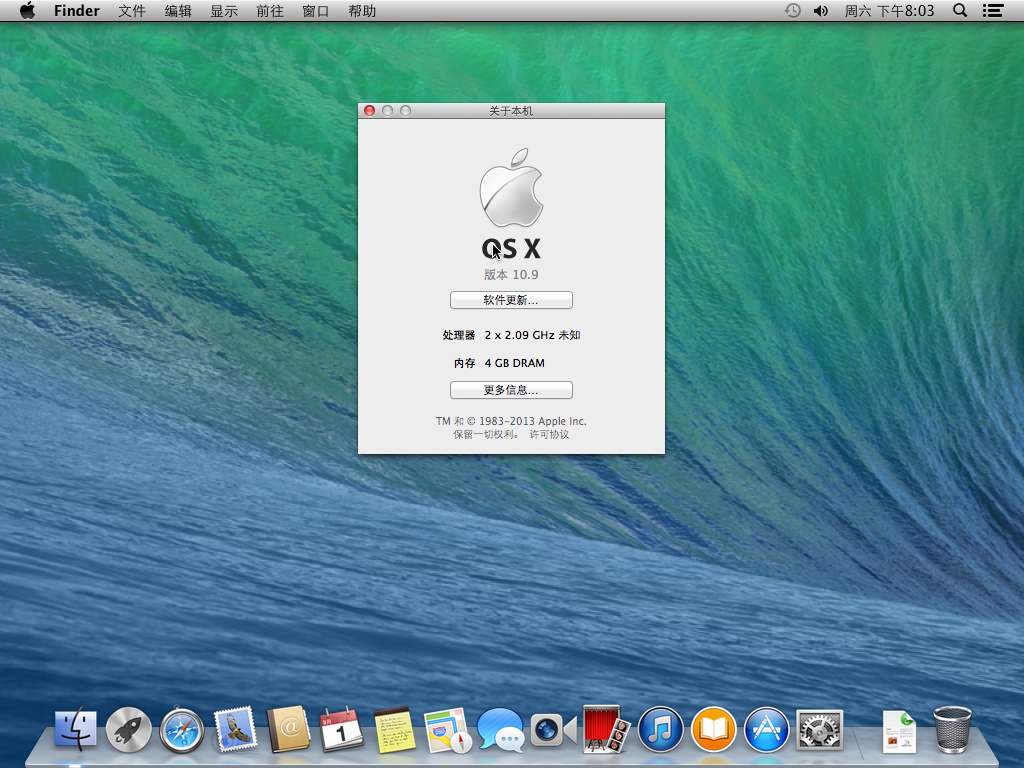 Finder 文件 编辑 显示 前往 窗口 帮助 周六 下午8:03
关于本机
OS X
版本 10.9
软件更新...
处理器 2 x 2.09 GHz 未知
内存 4 GB DRAM
更多信息...
TM 和 © 1983-2013 Apple Inc.
保留一切权利。 许可协议
3月
1